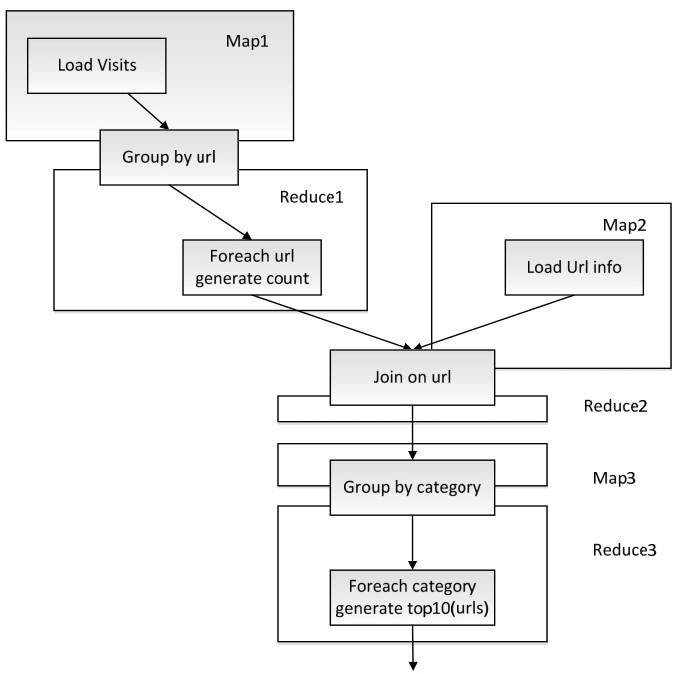 Map1
Load Visits
Group by url
Reduce1
Foreach url
generate count
Map2
Load Url info
Join on url
Reduce2
Map3
Group by category
Reduce3
Foreach category
generate top10(urls)